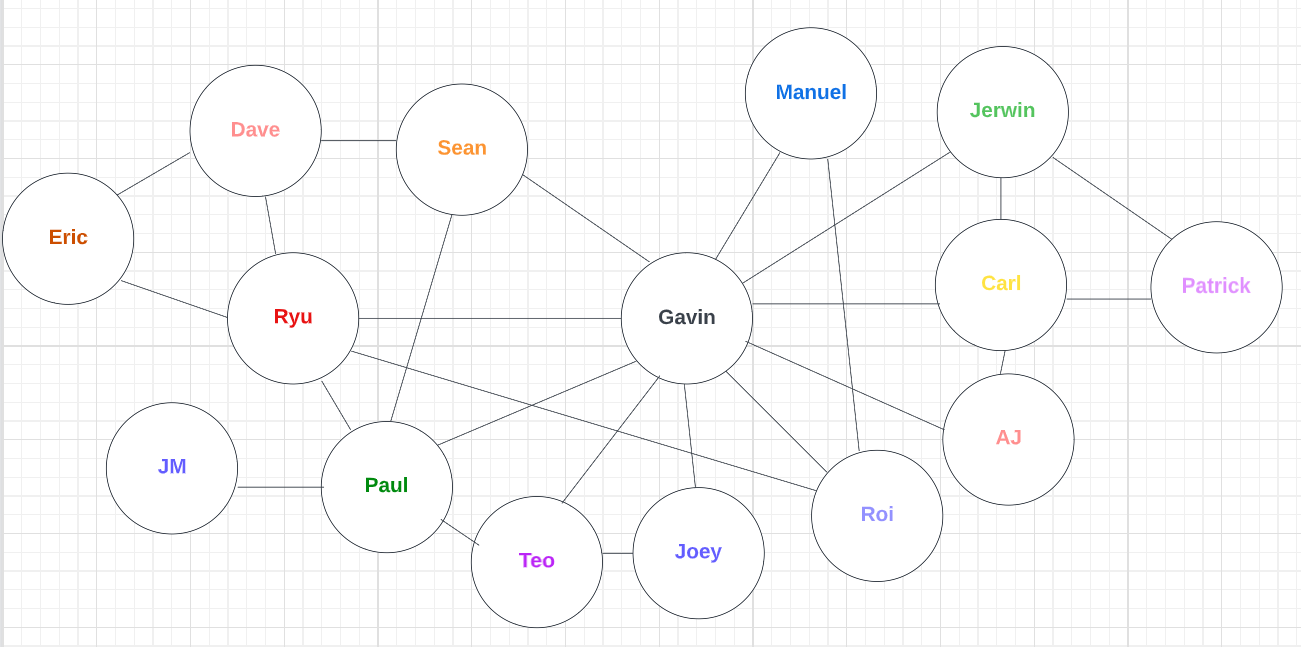 Manuel
Jerwin
Dave
Sean
Eric
Carl
Patrick
Ryu
Gavin
AJ
JM
Paul
Roi
Joey
Teo